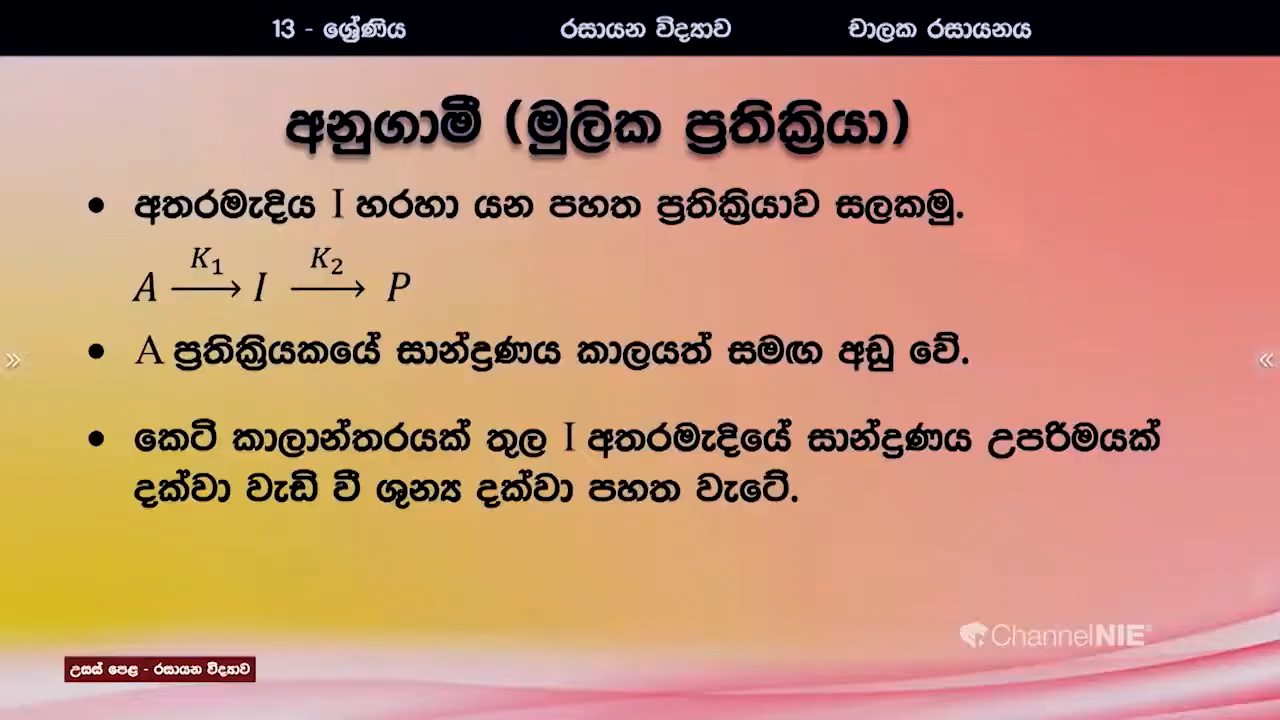 13 - ශ්‍රේණිය රසායන විද්‍යාව චාලක රසායනය
අනුගාමී (මුලික ප්‍රතික්‍රියා)
• අතරමැදිය I හරහා යන පහත ප්‍රතික්‍රියාව සලකමු.
A —K₁→ I —K₂→ P
• A ප්‍රතික්‍රියකයේ සාන්ද්‍රණය කාලයත් සමඟ අඩු වේ.
• කෙටි කාලාන්තරයක් තුල I අතරමැදියේ සාන්ද්‍රණය උපරිමයක්
දක්වා වැඩි වී ශුන්‍ය දක්වා පහත වැටේ.
ChannelNIE
උසස් පෙළ - රසායන විද්‍යාව